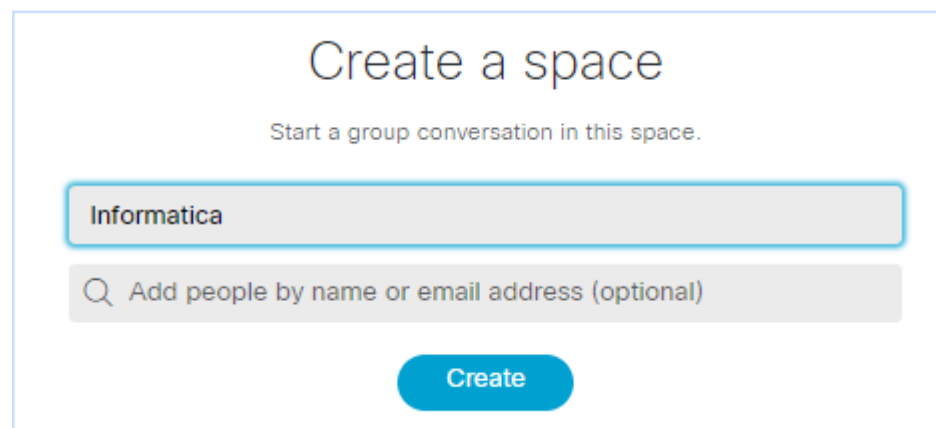 Create a space
Start a group conversation in this space.
Informatica
Add people by name or email address (optional)
Create